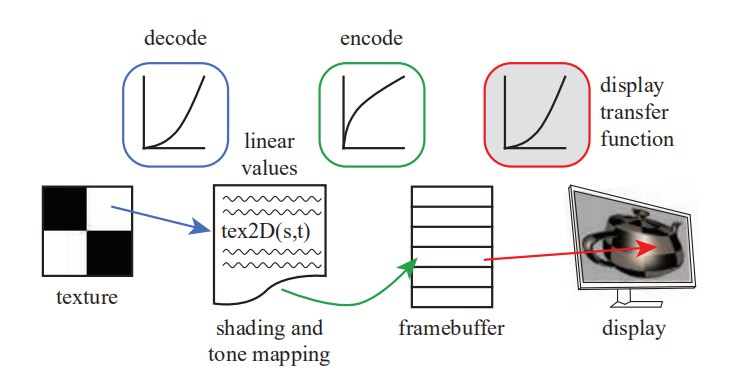 decode
encode
display
transfer
function
linear
values
tex2D(s,t)
texture
shading and
tone mapping
framebuffer
display